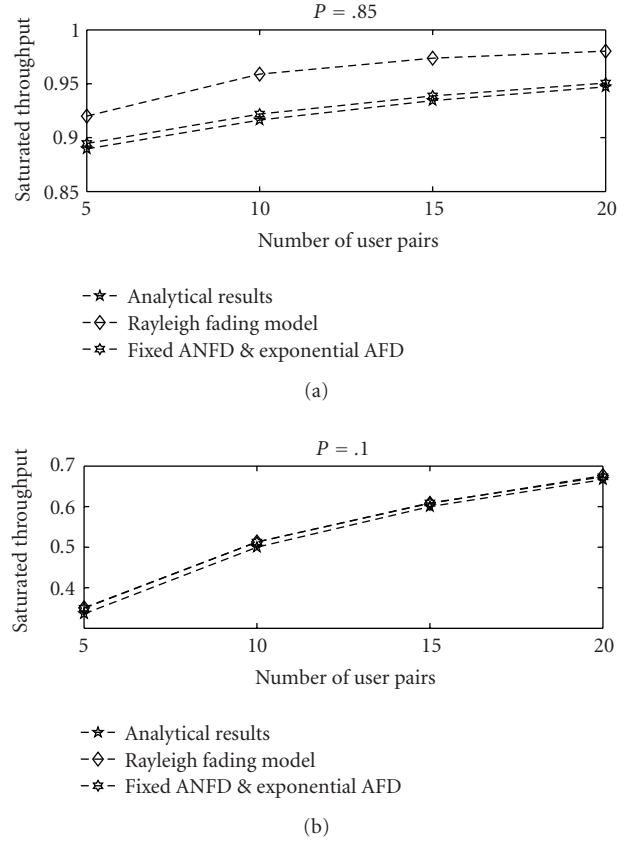 P = .85
1
0.95
0.9
0.85
Saturated throughput
5 10 15 20
Number of user pairs
Analytical results
Rayleigh fading model
Fixed ANFD & exponential AFD
(a)
P = .1
0.7
0.6
0.5
0.4
Saturated throughput
5 10 15 20
Number of user pairs
Analytical results
Rayleigh fading model
Fixed ANFD & exponential AFD
(b)